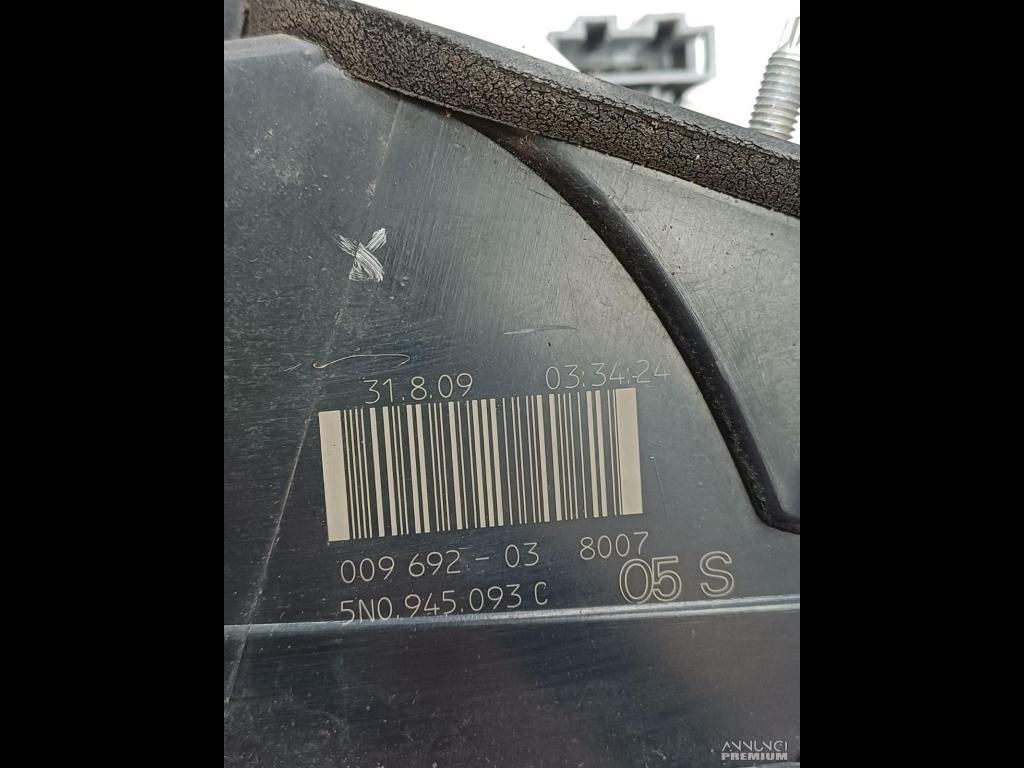 31.8.09 03:34:24
009 692 - 03 8007
05 S
5N0.945.093 C
ANNUNCI
PREMIUM